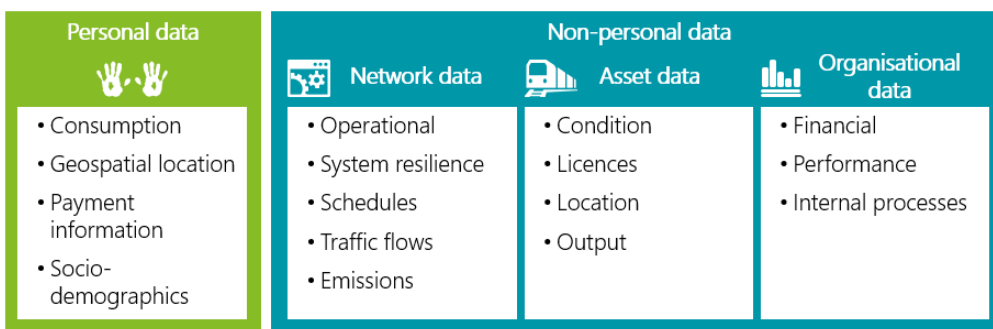 Personal data
• Consumption
• Geospatial location
• Payment
information
• Socio-
demographics
Non-personal data
Network data
• Operational
• System resilience
• Schedules
• Traffic flows
• Emissions
Asset data
• Condition
• Licences
• Location
• Output
Organisational
data
• Financial
• Performance
• Internal processes